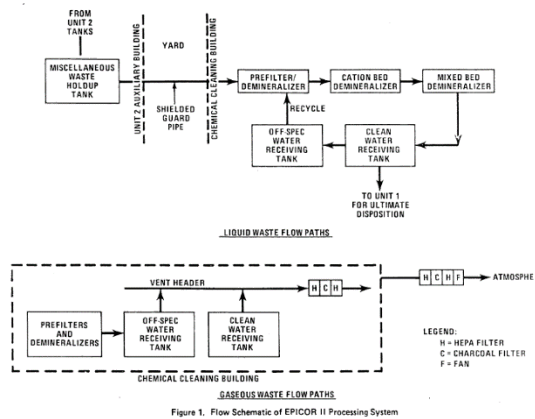 FROM
UNIT 2
TANKS
MISCELLANEOUS
WASTE
HOLDUP
TANK
UNIT 2 AUXILIARY BUILDING
YARD
SHIELDED
GUARD
PIPE
CHEMICAL CLEANING BUILDING
PREFILTER/
DEMINERALIZER
CATION BED
DEMINERALIZER
MIXED BED
DEMINERALIZER
RECYCLE
OFF-SPEC
WATER
RECEIVING
TANK
CLEAN
WATER
RECEIVING
TANK
TO UNIT 1
FOR ULTIMATE
DISPOSITION
LIQUID WASTE FLOW PATHS
VENT HEADER
H C H
H C H F
ATMOSPHE
PREFILTERS
AND
DEMINERALIZERS
OFF-SPEC
WATER
RECEIVING
TANK
CLEAN
WATER
RECEIVING
TANK
LEGEND:
H = HEPA FILTER
C = CHARCOAL FILTER
F = FAN
CHEMICAL CLEANING BUILDING
GASEOUS WASTE FLOW PATHS
Figure 1. Flow Schematic of EPICOR II Processing System